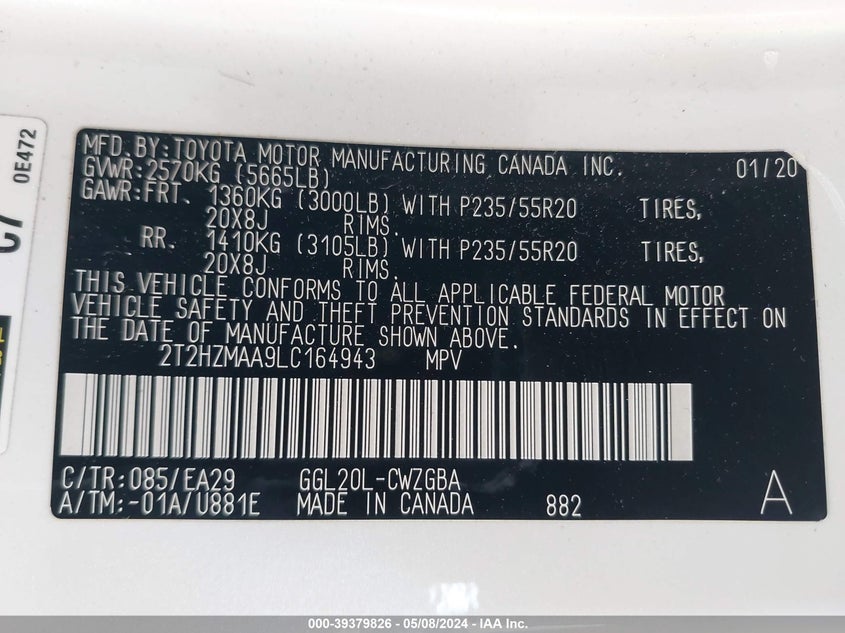 MFD. BY: TOYOTA MOTOR MANUFACTURING CANADA INC. 01/20
GVWR: 2570KG (5665LB)
GAWR: FRT. 1360KG (3000LB) WITH P235/55R20 TIRES,
20X8J RIMS.
RR. 1410KG (3105LB) WITH P235/55R20 TIRES,
20X8J RIMS.
THIS VEHICLE CONFORMS TO ALL APPLICABLE FEDERAL MOTOR
VEHICLE SAFETY AND THEFT PREVENTION STANDARDS IN EFFECT ON
THE DATE OF MANUFACTURE SHOWN ABOVE.
2T2HZMAA9LC164943 MPV
C/TR: 085/EA29 GGL20L-CWZGBA
A/TM: -01A/U881E MADE IN CANADA 882 A
0E472
C7
000-39379826 - 05/08/2024 - IAA Inc.